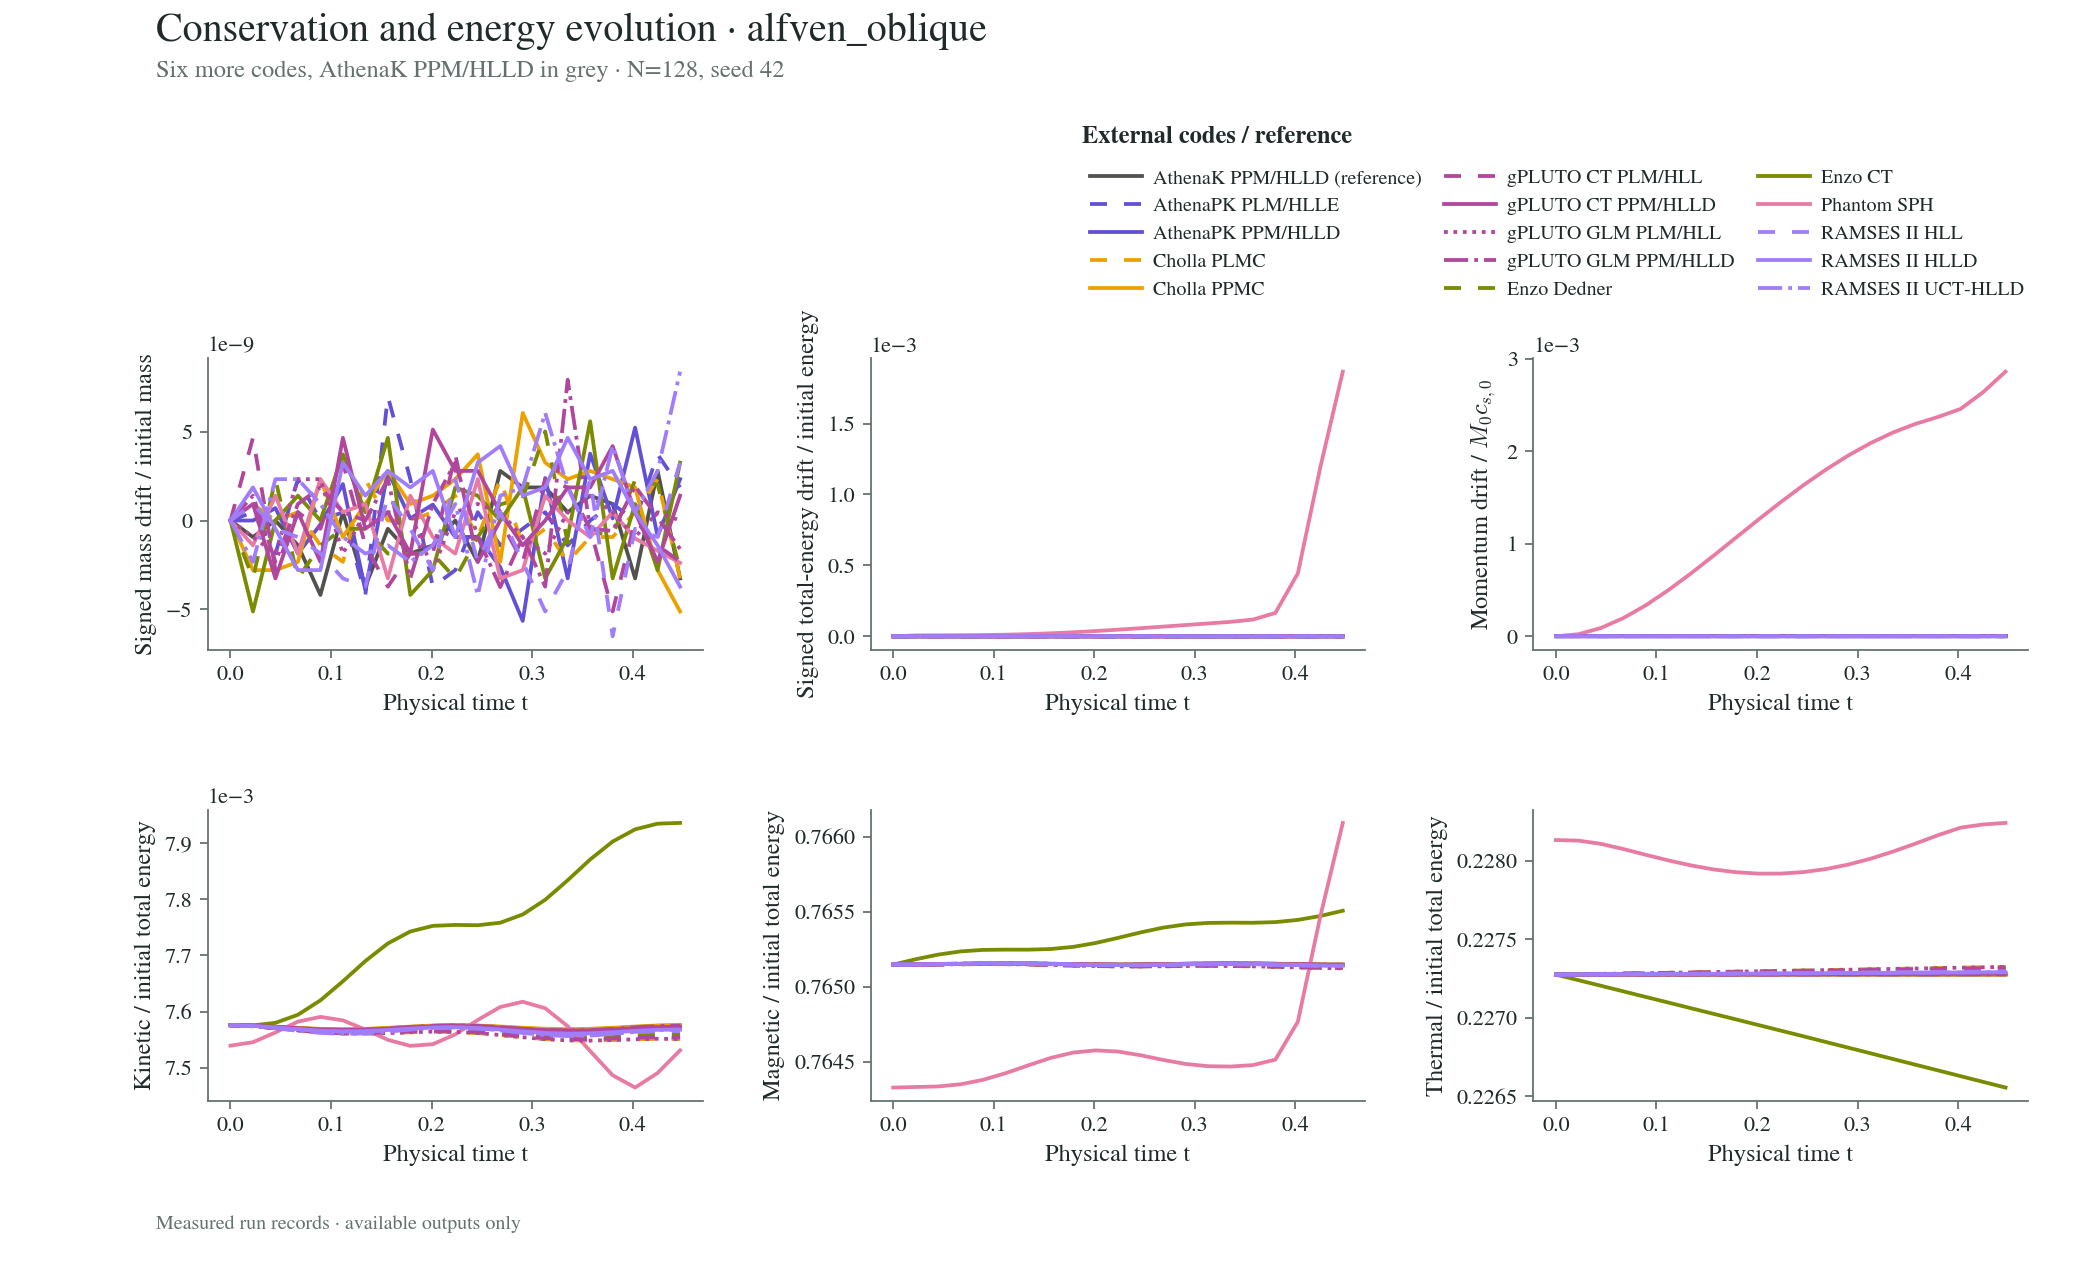 Conservation and energy evolution · alfven_oblique
Six more codes, AthenaK PPM/HLLD in grey · N=128, seed 42
External codes / reference
AthenaK PPM/HLLD (reference)
AthenaPK PLM/HLLE
AthenaPK PPM/HLLD
Cholla PLMC
Cholla PPMC
gPLUTO CT PLM/HLL
gPLUTO CT PPM/HLLD
gPLUTO GLM PLM/HLL
gPLUTO GLM PPM/HLLD
Enzo Dedner
Enzo CT
Phantom SPH
RAMSES II HLL
RAMSES II HLLD
RAMSES II UCT-HLLD
Signed mass drift / initial mass
1e−9
5
0
−5
0.0 0.1 0.2 0.3 0.4
Physical time t
Signed total-energy drift / initial energy
1e−3
1.5
1.0
0.5
0.0
0.0 0.1 0.2 0.3 0.4
Physical time t
Momentum drift / M₀cₛ,₀
1e−3
3
2
1
0
0.0 0.1 0.2 0.3 0.4
Physical time t
Kinetic / initial total energy
1e−3
7.9
7.8
7.7
7.6
7.5
0.0 0.1 0.2 0.3 0.4
Physical time t
Magnetic / initial total energy
0.7660
0.7655
0.7650
0.7645
0.0 0.1 0.2 0.3 0.4
Physical time t
Thermal / initial total energy
0.2280
0.2275
0.2270
0.2265
0.0 0.1 0.2 0.3 0.4
Physical time t
Measured run records · available outputs only